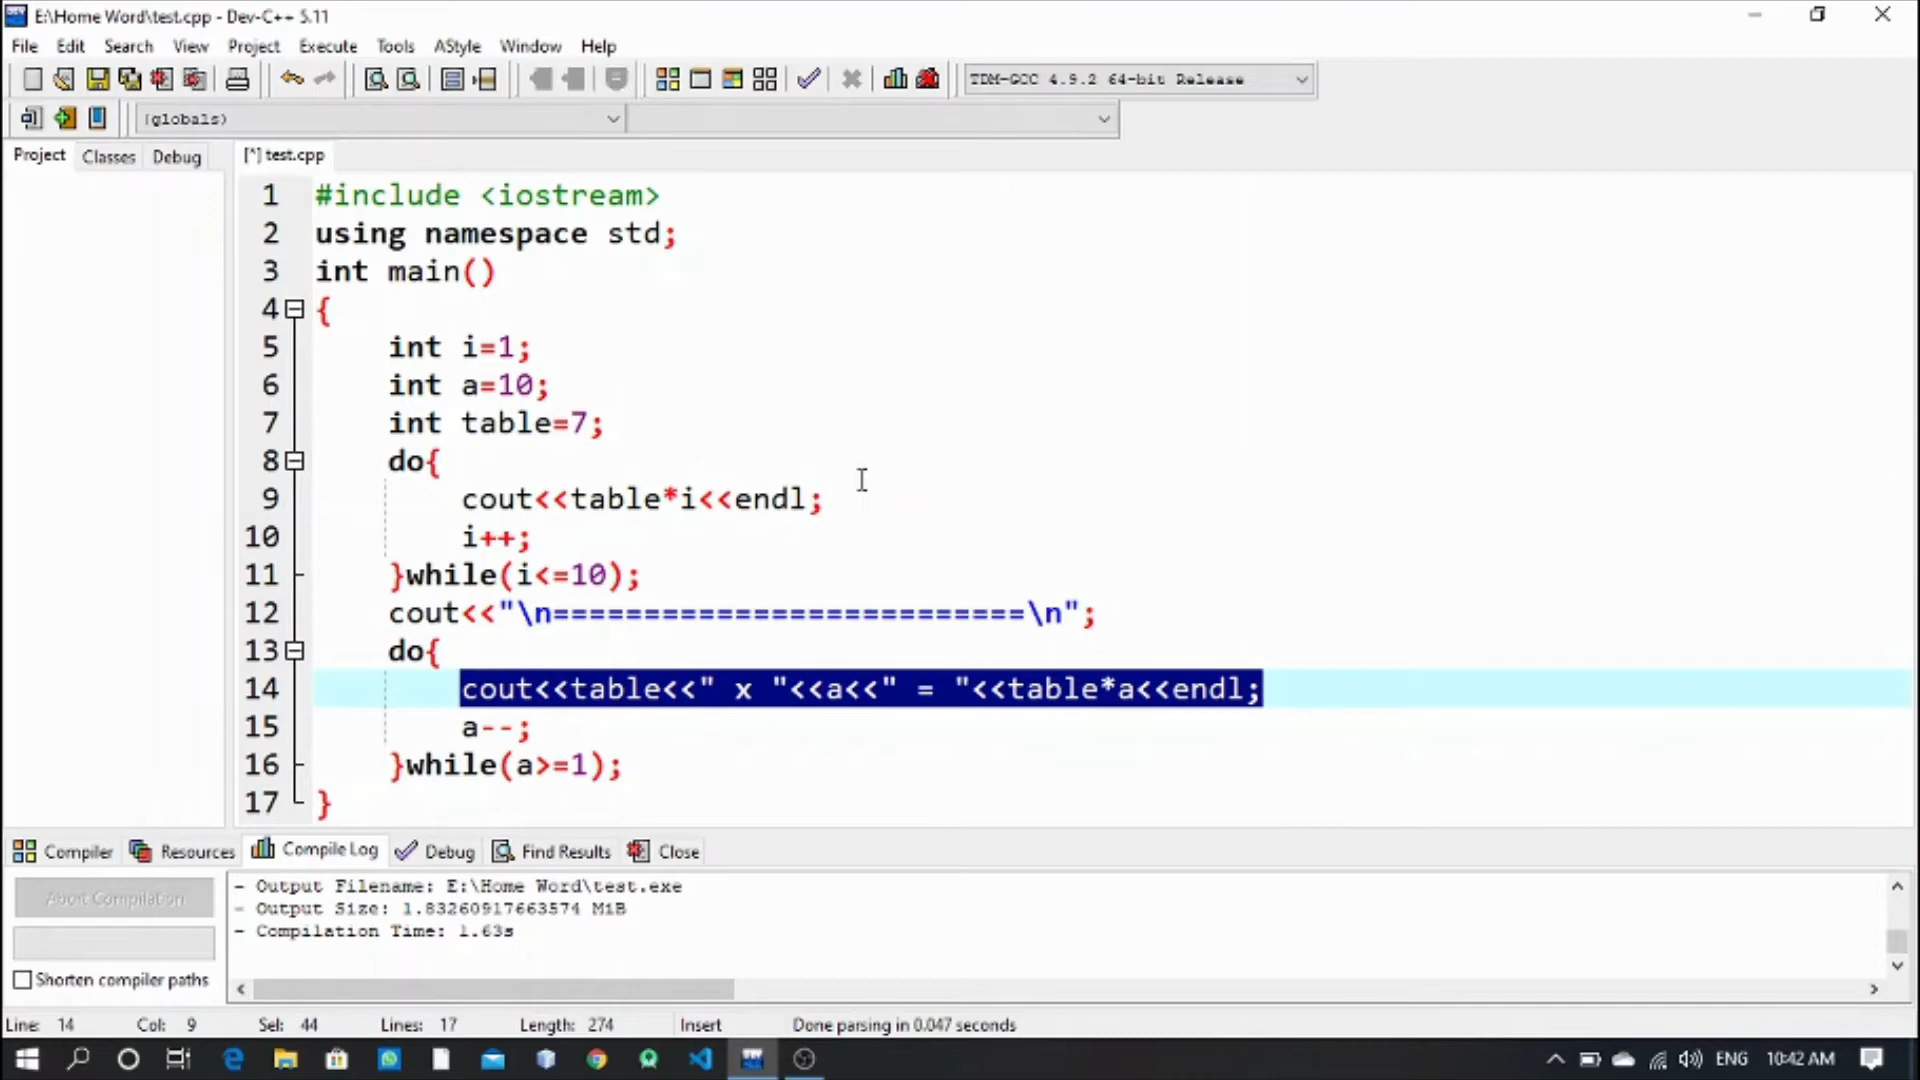 E:\Home Word\test.cpp - Dev-C++ 5.11
File Edit Search View Project Execute Tools AStyle Window Help
TDM-GCC 4.9.2 64-bit Release
(globals)
Project Classes Debug [*] test.cpp
1 #include <iostream>
2 using namespace std;
3 int main()
4 {
5 int i=1;
6 int a=10;
7 int table=7;
8 do{
9 cout<<table*i<<endl;
10 i++;
11 }while(i<=10);
12 cout<<"\n==========================\n";
13 do{
14 cout<<table<<" x "<<a<<" = "<<table*a<<endl;
15 a--;
16 }while(a>=1);
17 }
Compiler Resources Compile Log Debug Find Results Close
Abort Compilation
Shorten compiler paths
- Output Filename: E:\Home Word\test.exe
- Output Size: 1.83260917663574 MiB
- Compilation Time: 1.63s
Line: 14 Col: 9 Sel: 44 Lines: 17 Length: 274 Insert Done parsing in 0.047 seconds
ENG 10:42 AM